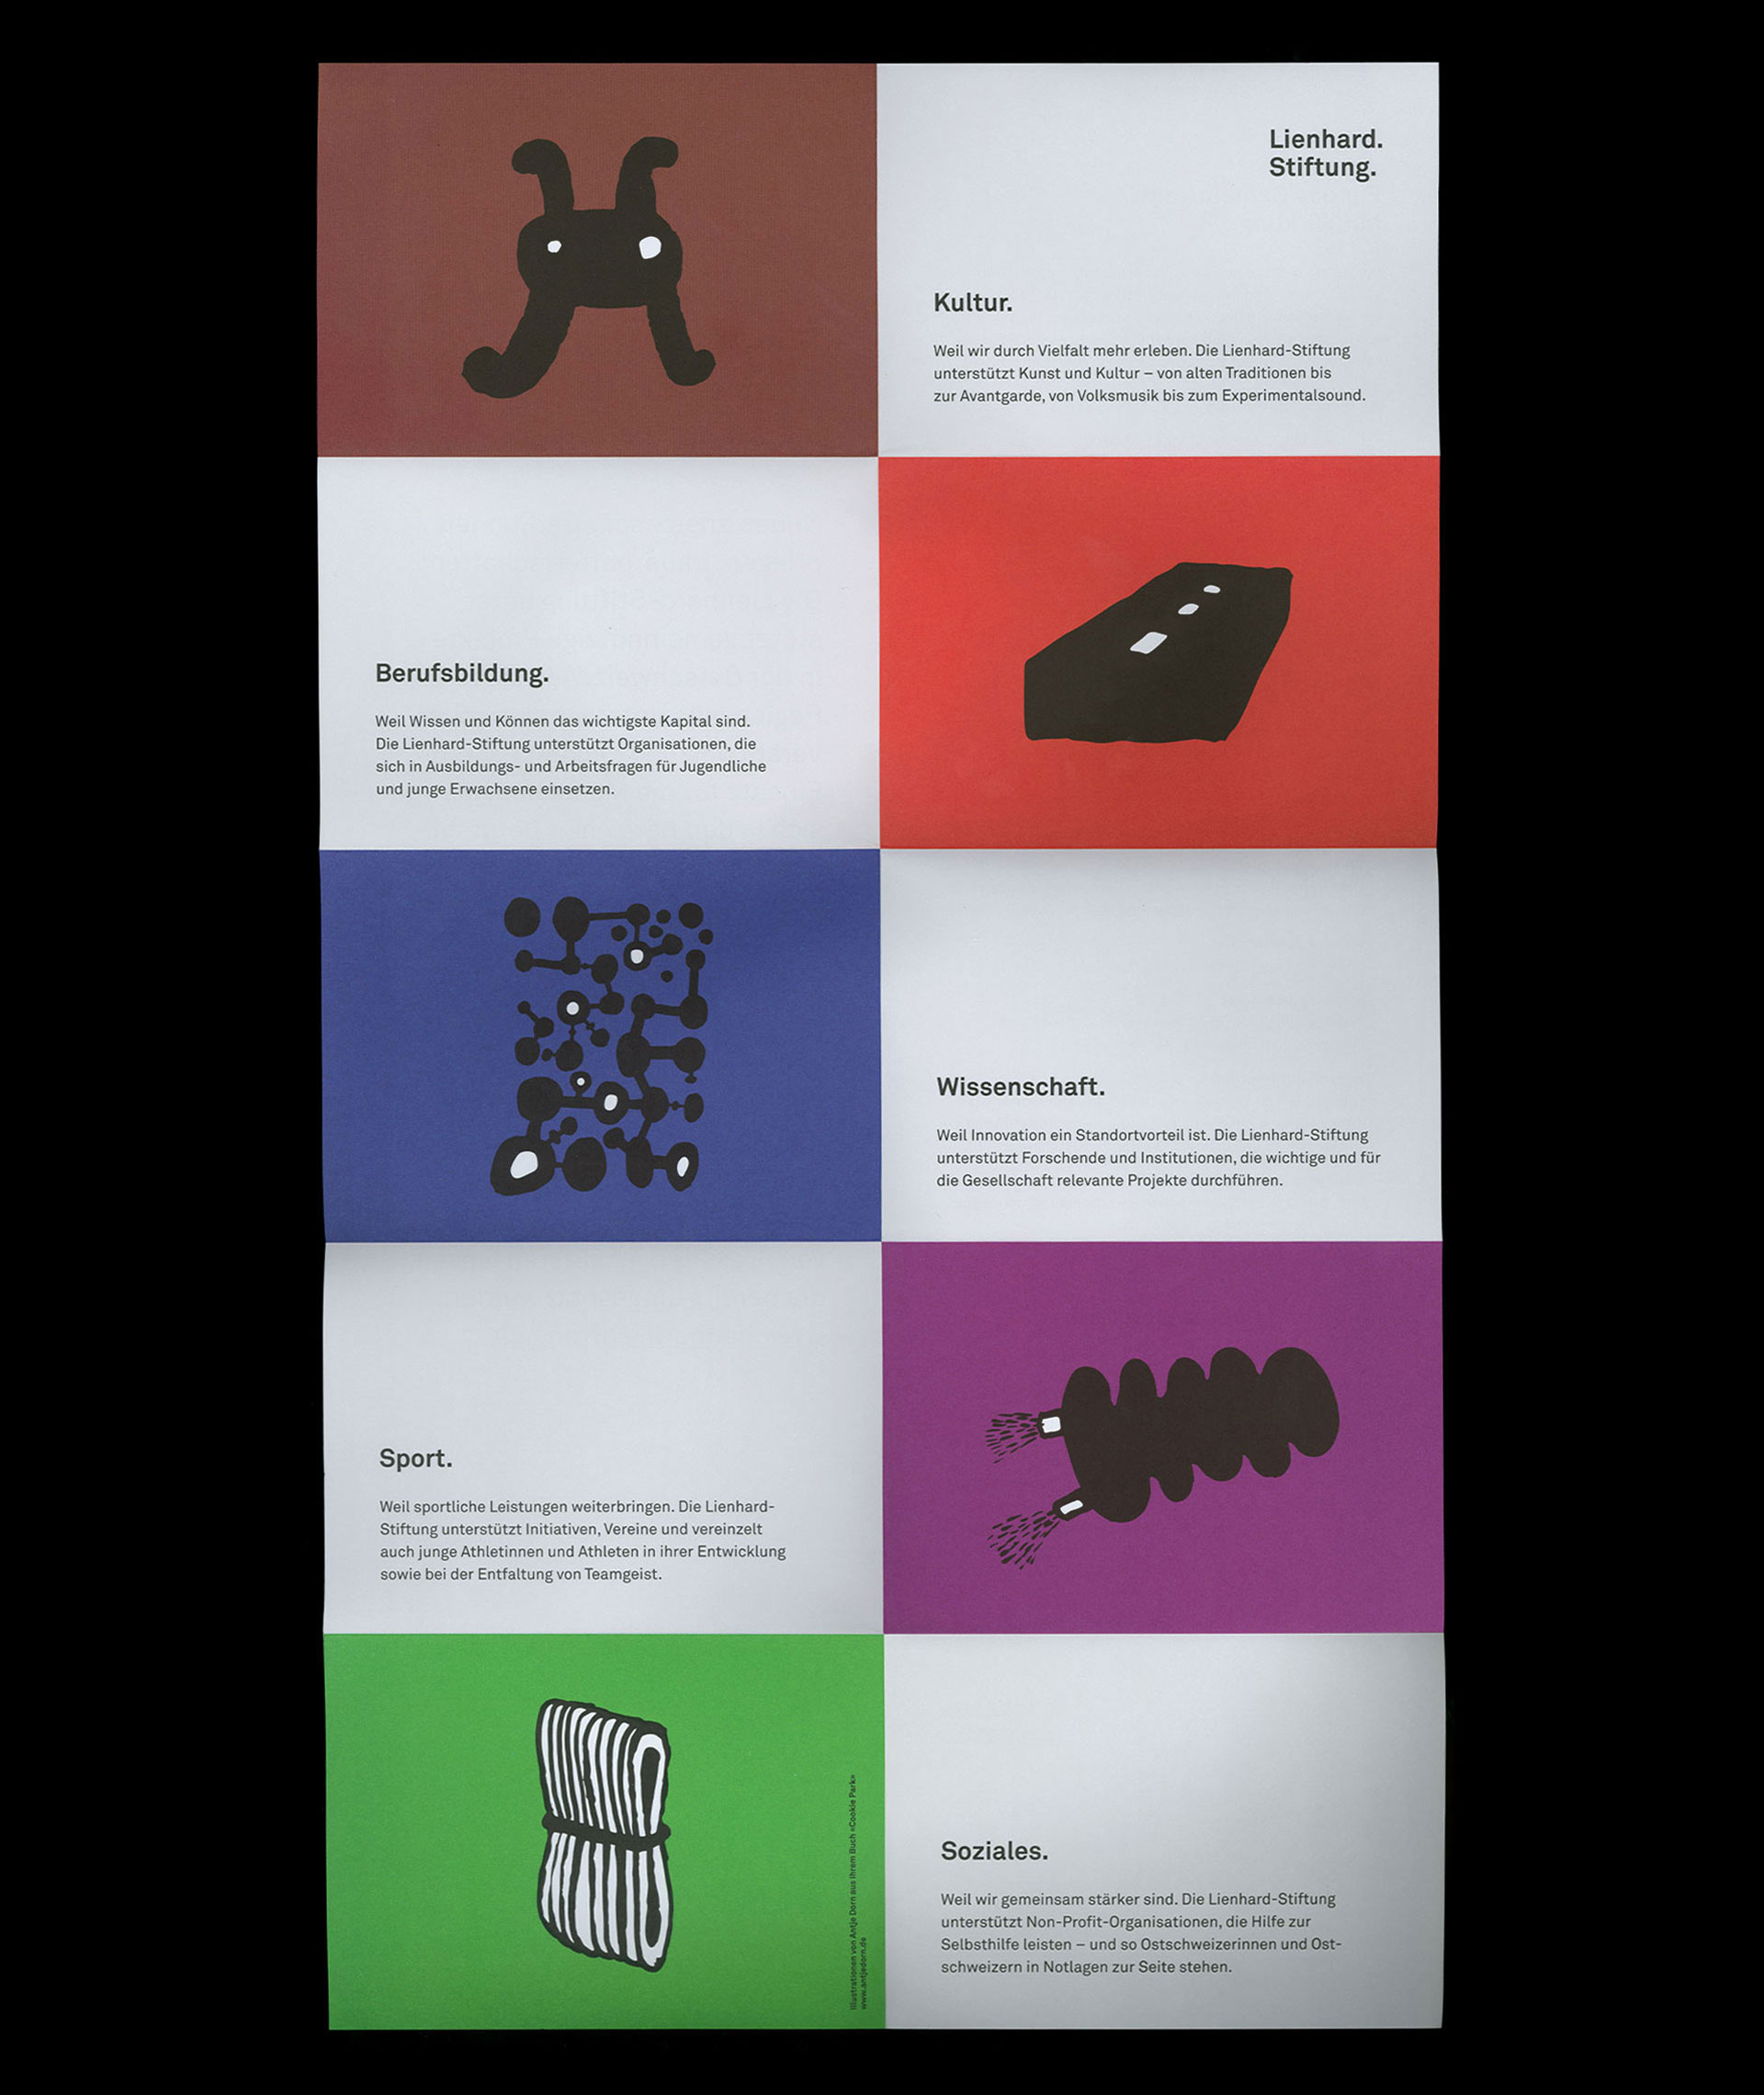 Lienhard.
Stiftung.
Kultur.
Weil wir durch Vielfalt mehr erleben. Die Lienhard-Stiftung
unterstützt Kunst und Kultur – von alten Traditionen bis
zur Avantgarde, von Volksmusik bis zum Experimentalsound.
Berufsbildung.
Weil Wissen und Können das wichtigste Kapital sind.
Die Lienhard-Stiftung unterstützt Organisationen, die
sich in Ausbildungs- und Arbeitsfragen für Jugendliche
und junge Erwachsene einsetzen.
Wissenschaft.
Weil Innovation ein Standortvorteil ist. Die Lienhard-Stiftung
unterstützt Forschende und Institutionen, die wichtige und für
die Gesellschaft relevante Projekte durchführen.
Sport.
Weil sportliche Leistungen weiterbringen. Die Lienhard-
Stiftung unterstützt Initiativen, Vereine und vereinzelt
auch junge Athletinnen und Athleten in ihrer Entwicklung
sowie bei der Entfaltung von Teamgeist.
Illustrationen von Antje Dorn aus ihrem Buch «Cookie Park»
www.antjedorn.de
Soziales.
Weil wir gemeinsam stärker sind. Die Lienhard-Stiftung
unterstützt Non-Profit-Organisationen, die Hilfe zur
Selbsthilfe leisten – und so Ostschweizerinnen und Ost-
schweizern in Notlagen zur Seite stehen.